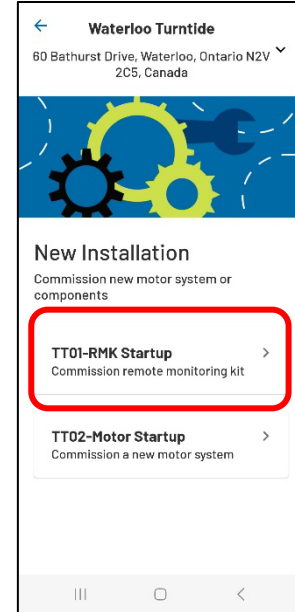 Waterloo Turntide
60 Bathurst Drive, Waterloo, Ontario N2V
2C5, Canada
New Installation
Commission new motor system or
components
TT01-RMK Startup
Commission remote monitoring kit
TT02-Motor Startup
Commission a new motor system